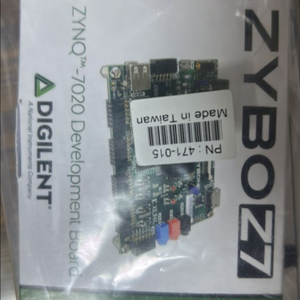 ZYBO Z7
ZYNQ™-7020 Development Board
DIGILENT
A National Instruments Company
PN : 471-015
Made in Taiwan